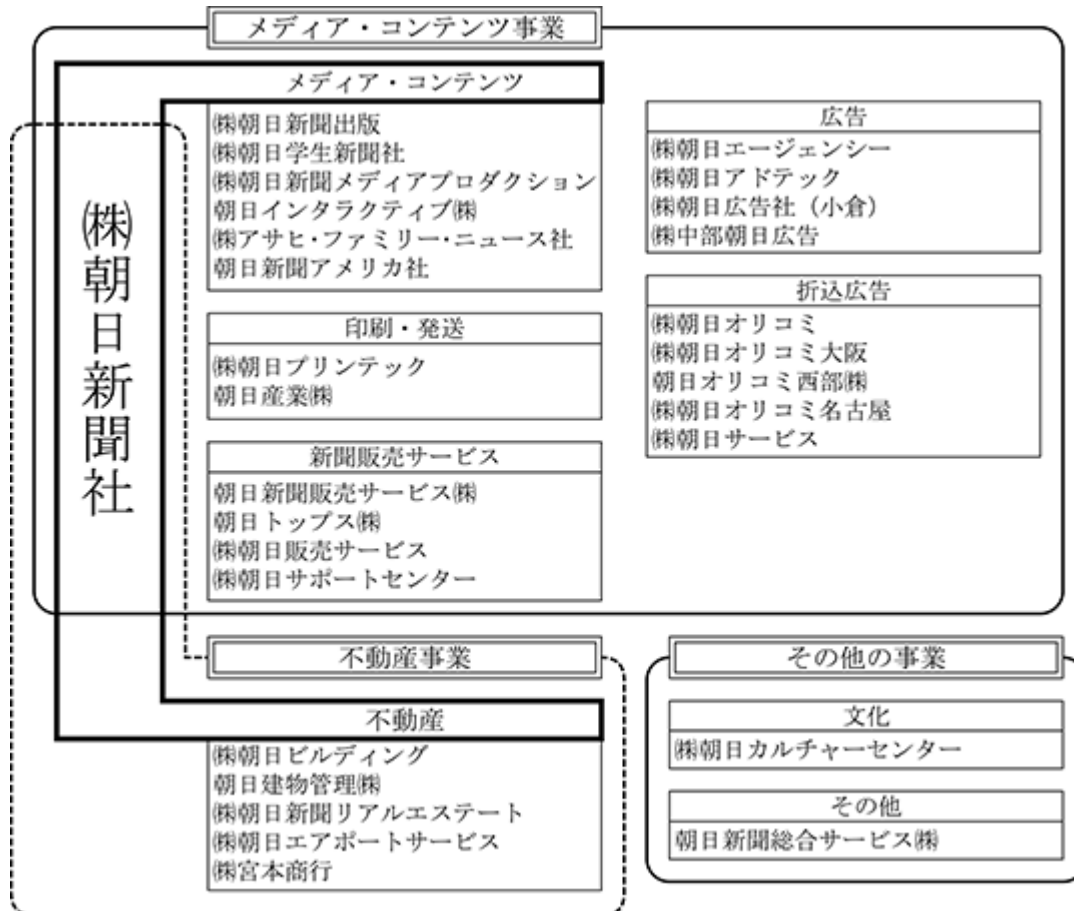 メディア・コンテンツ事業
㈱朝日新聞社
メディア・コンテンツ
㈱朝日新聞出版
㈱朝日学生新聞社
㈱朝日新聞メディアプロダクション
朝日インタラクティブ㈱
㈱アサヒ・ファミリー・ニュース社
朝日新聞アメリカ社
印刷・発送
㈱朝日プリンテック
朝日産業㈱
新聞販売サービス
朝日新聞販売サービス㈱
朝日トップス㈱
㈱朝日販売サービス
㈱朝日サポートセンター
広告
㈱朝日エージェンシー
㈱朝日アドテック
㈱朝日広告社（小倉）
㈱中部朝日広告
折込広告
㈱朝日オリコミ
㈱朝日オリコミ大阪
朝日オリコミ西部㈱
㈱朝日オリコミ名古屋
㈱朝日サービス
不動産事業
不動産
㈱朝日ビルディング
朝日建物管理㈱
㈱朝日新聞リアルエステート
㈱朝日エアポートサービス
㈱宮本商行
その他の事業
文化
㈱朝日カルチャーセンター
その他
朝日新聞総合サービス㈱